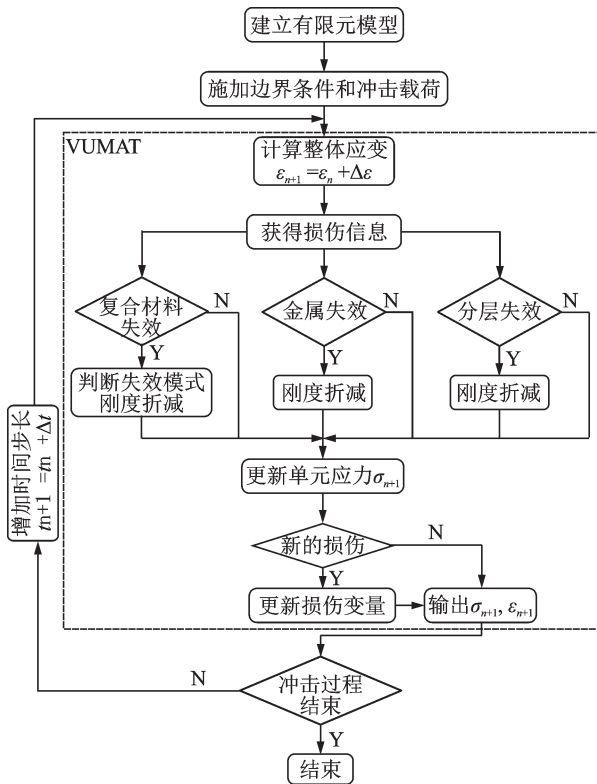 建立有限元模型
施加边界条件和冲击载荷
VUMAT
计算整体应变
εn+1=εn+Δε
获得损伤信息
复合材料
失效
N
金属失效
N
分层失效
N
Y
Y
Y
判断失效模式
刚度折减
刚度折减
刚度折减
增加时间步长
tn+1 =tn +Δt
更新单元应力σn+1
新的损伤
N
Y
更新损伤变量
输出σn+1, εn+1
冲击过程
结束
N
Y
结束